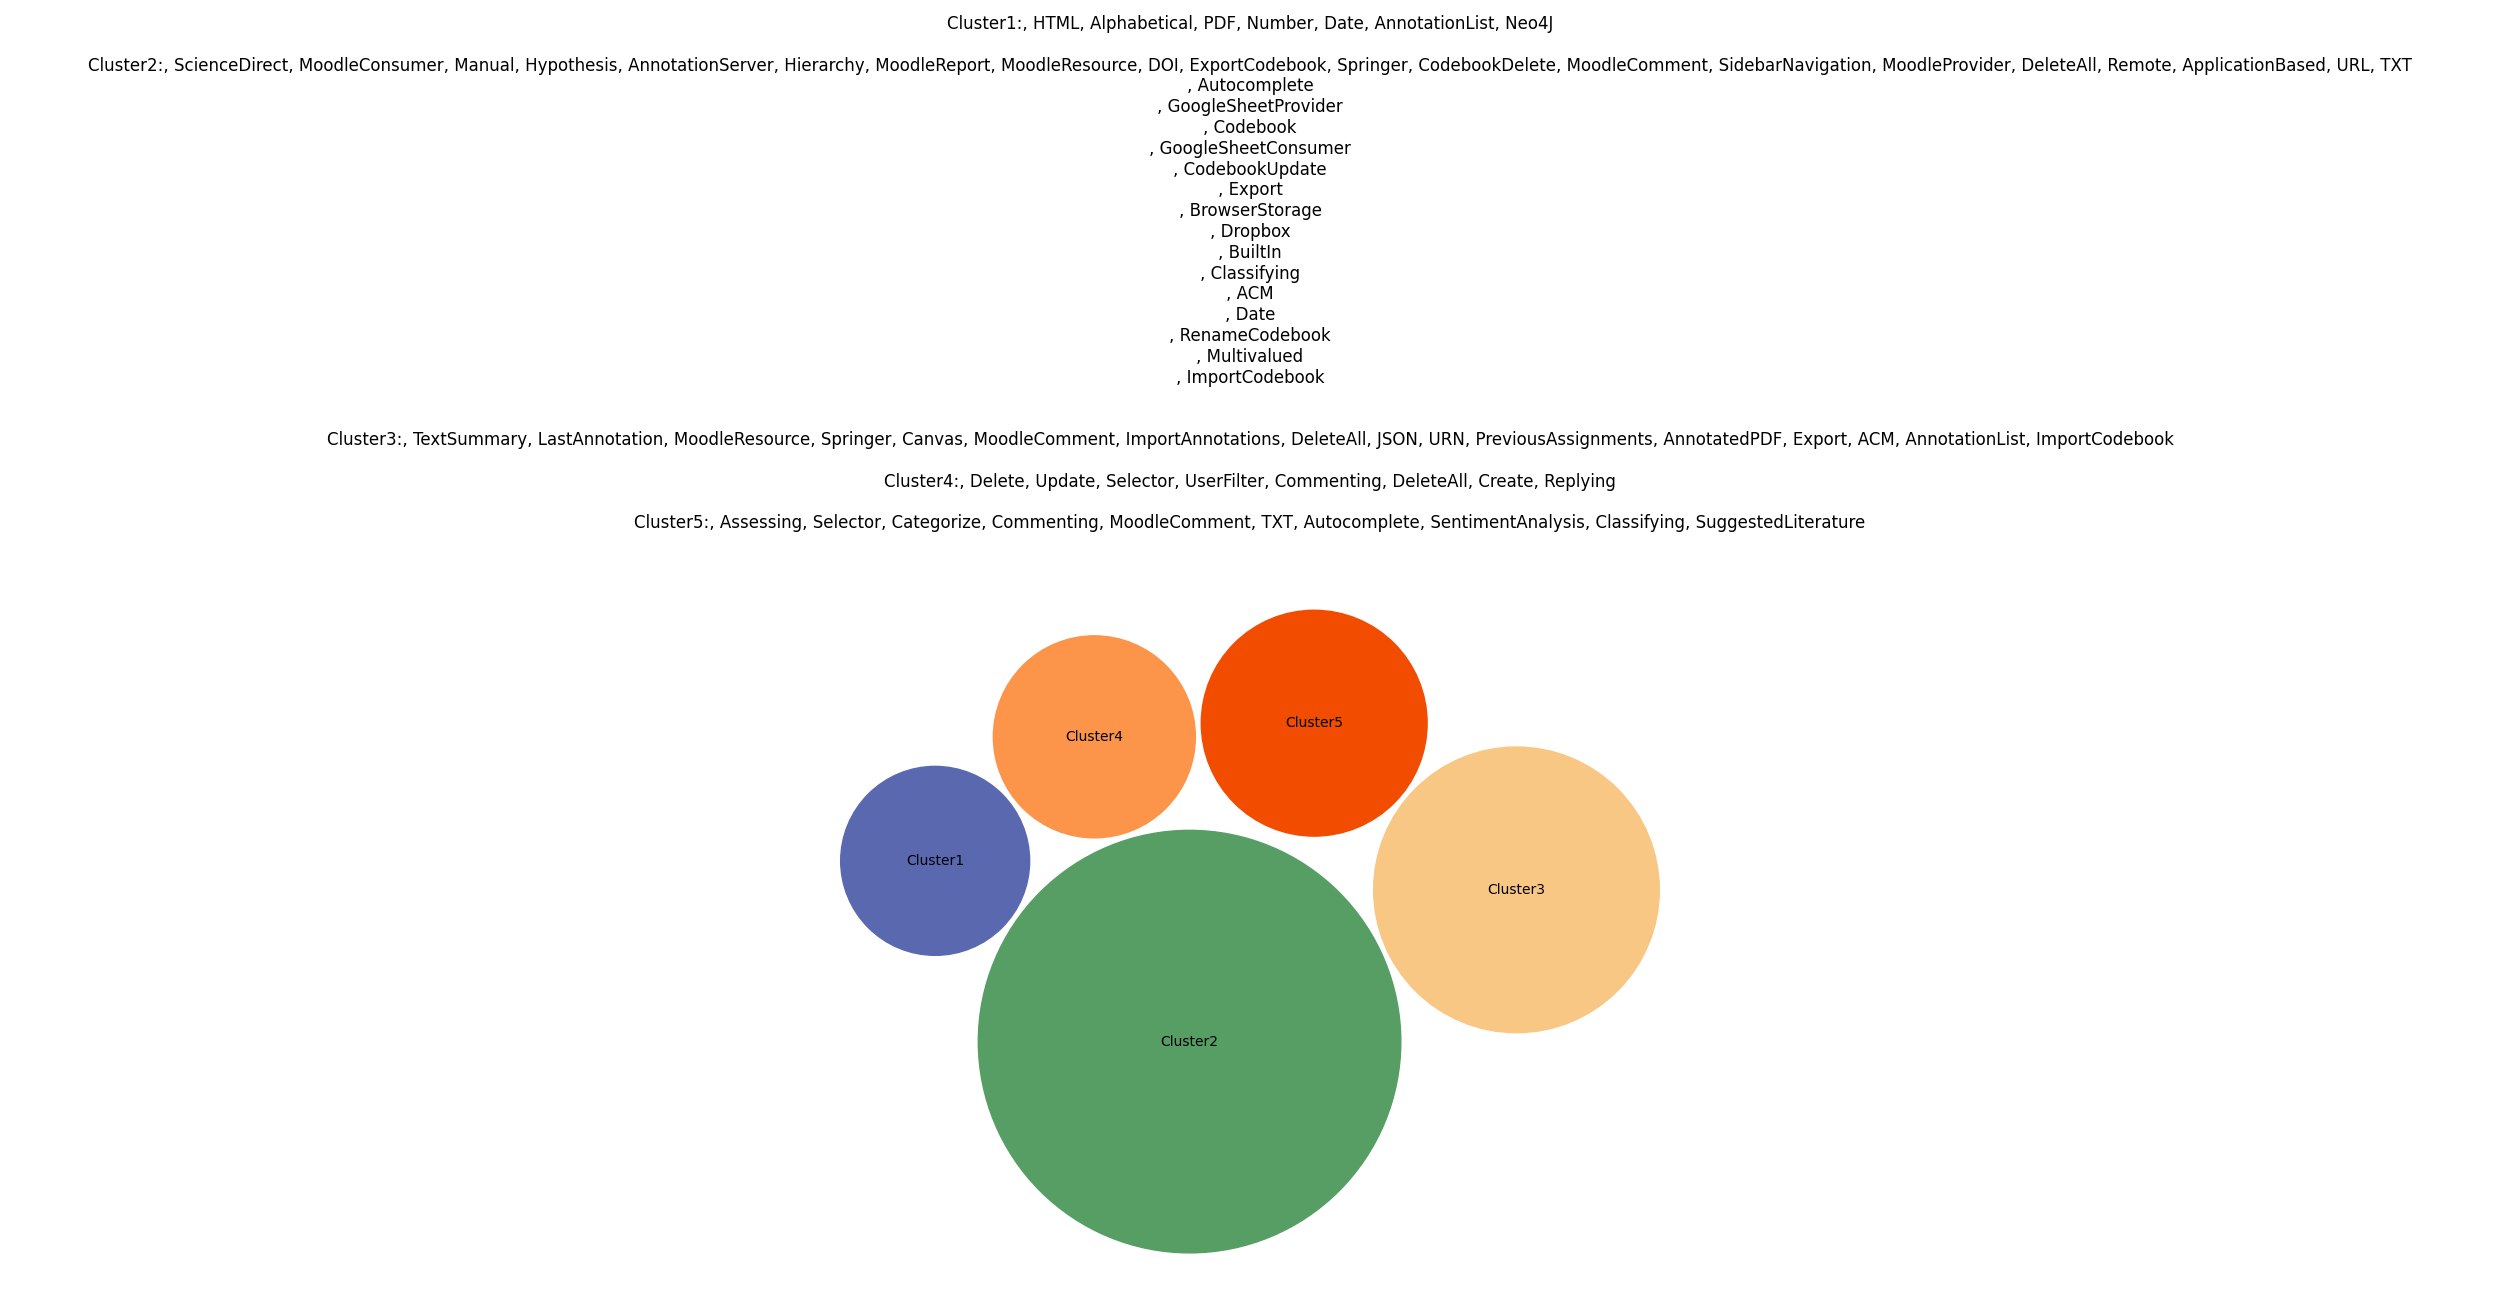 Cluster1:, HTML, Alphabetical, PDF, Number, Date, AnnotationList, Neo4J
Cluster2:, ScienceDirect, MoodleConsumer, Manual, Hypothesis, AnnotationServer, Hierarchy, MoodleReport, MoodleResource, DOI, ExportCodebook, Springer, CodebookDelete, MoodleComment, SidebarNavigation, MoodleProvider, DeleteAll, Remote, ApplicationBased, URL, TXT
, Autocomplete
, GoogleSheetProvider
, Codebook
, GoogleSheetConsumer
, CodebookUpdate
, Export
, BrowserStorage
, Dropbox
, BuiltIn
, Classifying
, ACM
, Date
, RenameCodebook
, Multivalued
, ImportCodebook
Cluster3:, TextSummary, LastAnnotation, MoodleResource, Springer, Canvas, MoodleComment, ImportAnnotations, DeleteAll, JSON, URN, PreviousAssignments, AnnotatedPDF, Export, ACM, AnnotationList, ImportCodebook
Cluster4:, Delete, Update, Selector, UserFilter, Commenting, DeleteAll, Create, Replying
Cluster5:, Assessing, Selector, Categorize, Commenting, MoodleComment, TXT, Autocomplete, SentimentAnalysis, Classifying, SuggestedLiterature
Cluster5
Cluster4
Cluster1
Cluster3
Cluster2